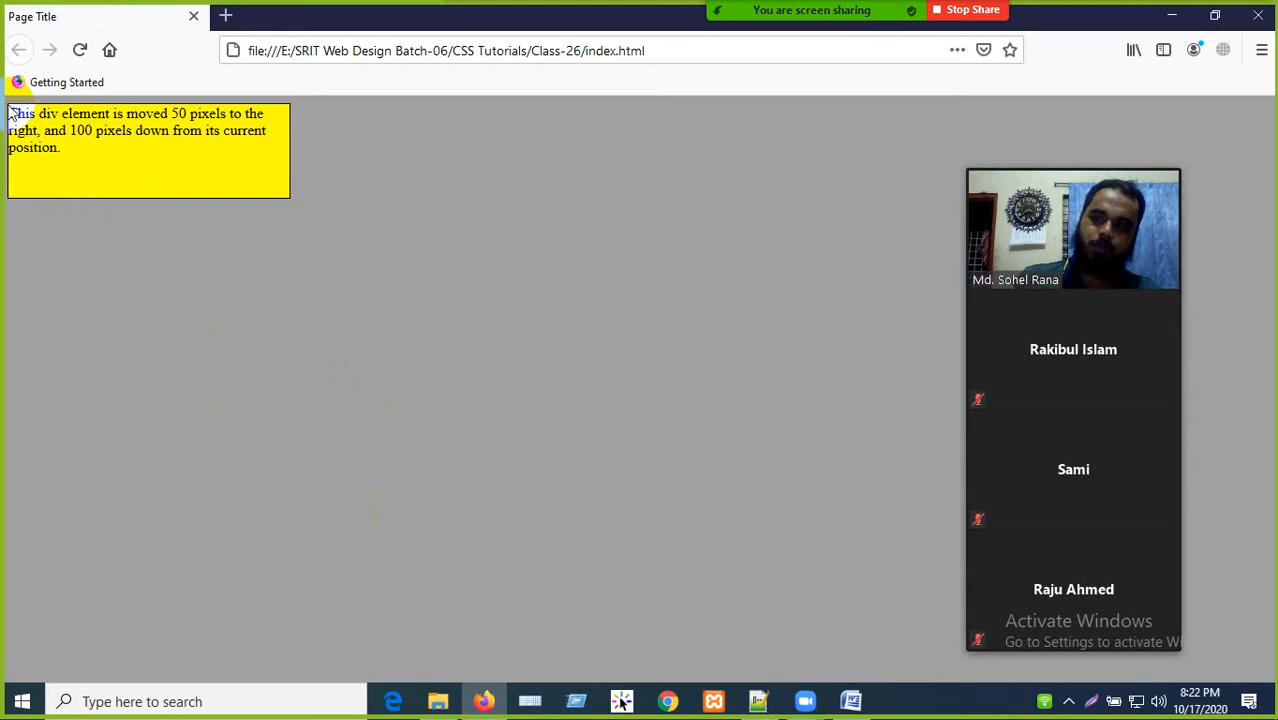 Page Title
You are screen sharing
Stop Share
file:///E:/SRIT Web Design Batch-06/CSS Tutorials/Class-26/index.html
Getting Started
This div element is moved 50 pixels to the
right, and 100 pixels down from its current
position.
Md. Sohel Rana
Rakibul Islam
Sami
Raju Ahmed
Activate Windows
Go to Settings to activate Wi
Type here to search
8:22 PM
10/17/2020